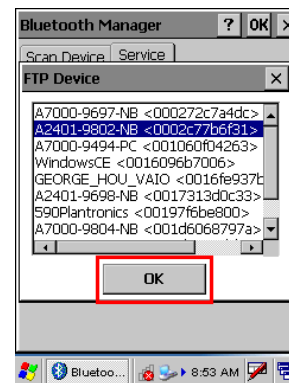 Bluetooth Manager ? OK ×
Scan Device Service
FTP Device ×
A7000-9697-NB <000272c7a4dc>
A2401-9802-NB <0002c77b6f31>
A7000-9494-PC <001060f04263>
WindowsCE <0016096b7006>
GEORGE_HOU_VAIO <0016fe937b
A2401-9698-NB <0017313d0c33>
590Plantronics <00197f6be800>
A7000-9804-NB <001d6068797a>
OK
Bluetoo... 8:53 AM